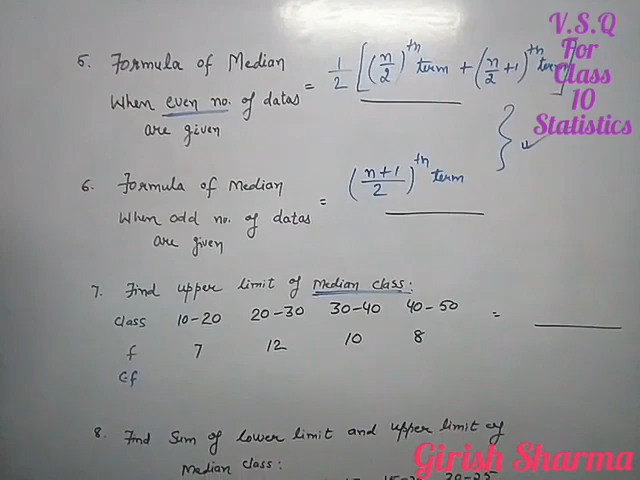 V.S.Q
For
Class
10
Statistics
5. Formula of Median
When even no. of datas
are given
= 1/2 [(n/2)^th term + (n/2 + 1)^th term]
6. Formula of Median
When odd no. of datas
are given
= ((n+1)/2)^th term
7. Find upper limit of Median class:
class 10-20 20-30 30-40 40-50 =
f 7 12 10 8
cf
8. Find Sum of lower limit and upper limit of
Median class:
20-25
Girish Sharma